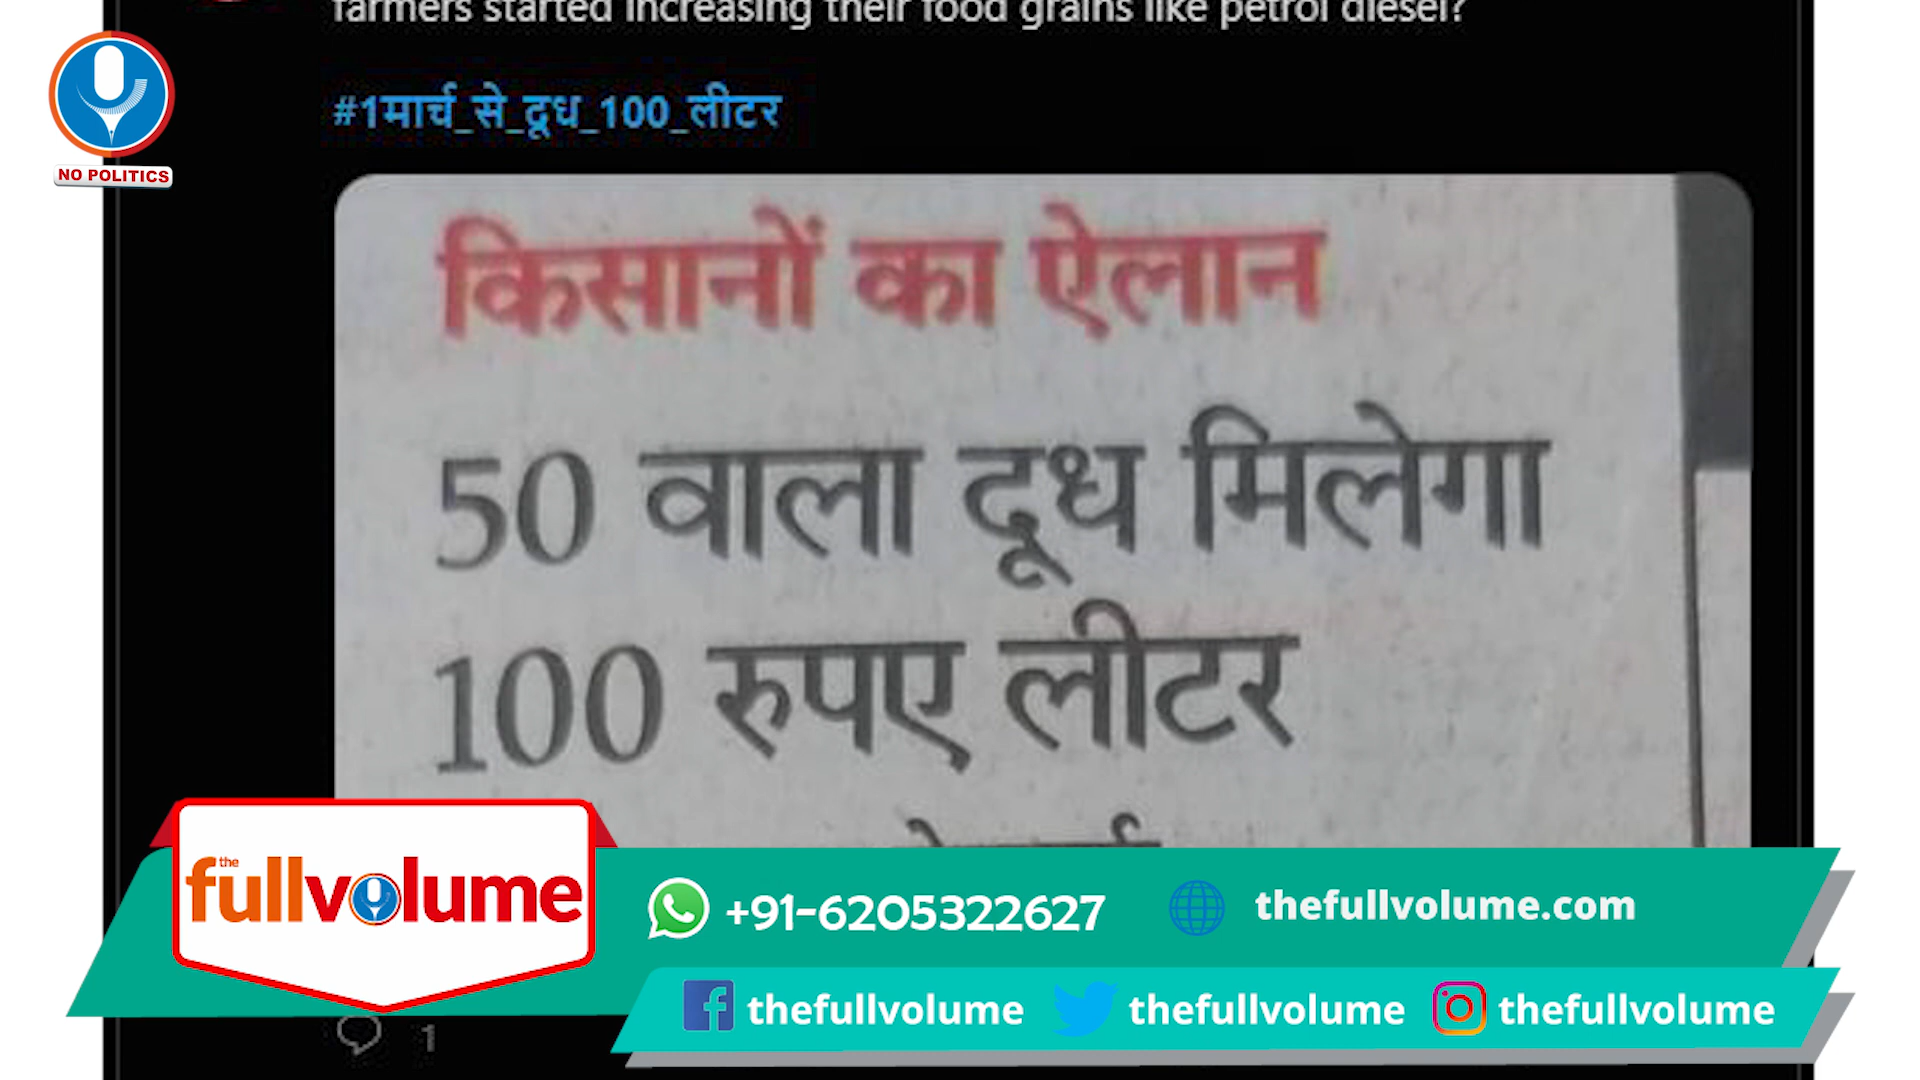 farmers started increasing their food grains like petrol diesel?
#1मार्च_से_दूध_100_लीटर
NO POLITICS
किसानों का ऐलान
50 वाला दूध मिलेगा
100 रुपए लीटर
the
fullvolume
+91-6205322627
thefullvolume.com
thefullvolume
thefullvolume
thefullvolume
1